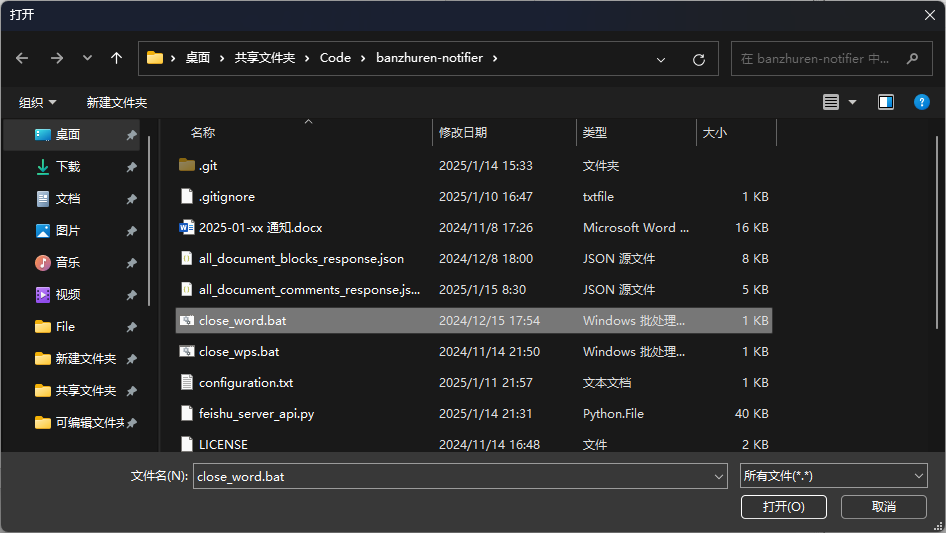 打开
桌面 共享文件夹 Code banzhuren-notifier
在 banzhuren-notifier 中...
组织 新建文件夹
桌面
下载
文档
图片
音乐
视频
File
新建文件夹
共享文件夹
可编辑文件夹
名称 修改日期 类型 大小
.git 2025/1/14 15:33 文件夹
.gitignore 2025/1/10 16:47 txtfile 1 KB
2025-01-xx 通知.docx 2024/11/8 17:26 Microsoft Word ... 16 KB
all_document_blocks_response.json 2024/12/8 18:00 JSON 源文件 8 KB
all_document_comments_response.js... 2025/1/15 8:30 JSON 源文件 5 KB
close_word.bat 2024/12/15 17:54 Windows 批处理... 1 KB
close_wps.bat 2024/11/14 21:50 Windows 批处理... 1 KB
configuration.txt 2025/1/11 21:57 文本文档 1 KB
feishu_server_api.py 2025/1/14 21:31 Python.File 40 KB
LICENSE 2024/11/14 16:48 文件 2 KB
文件名(N): close_word.bat 所有文件(*.*)
打开(O) 取消